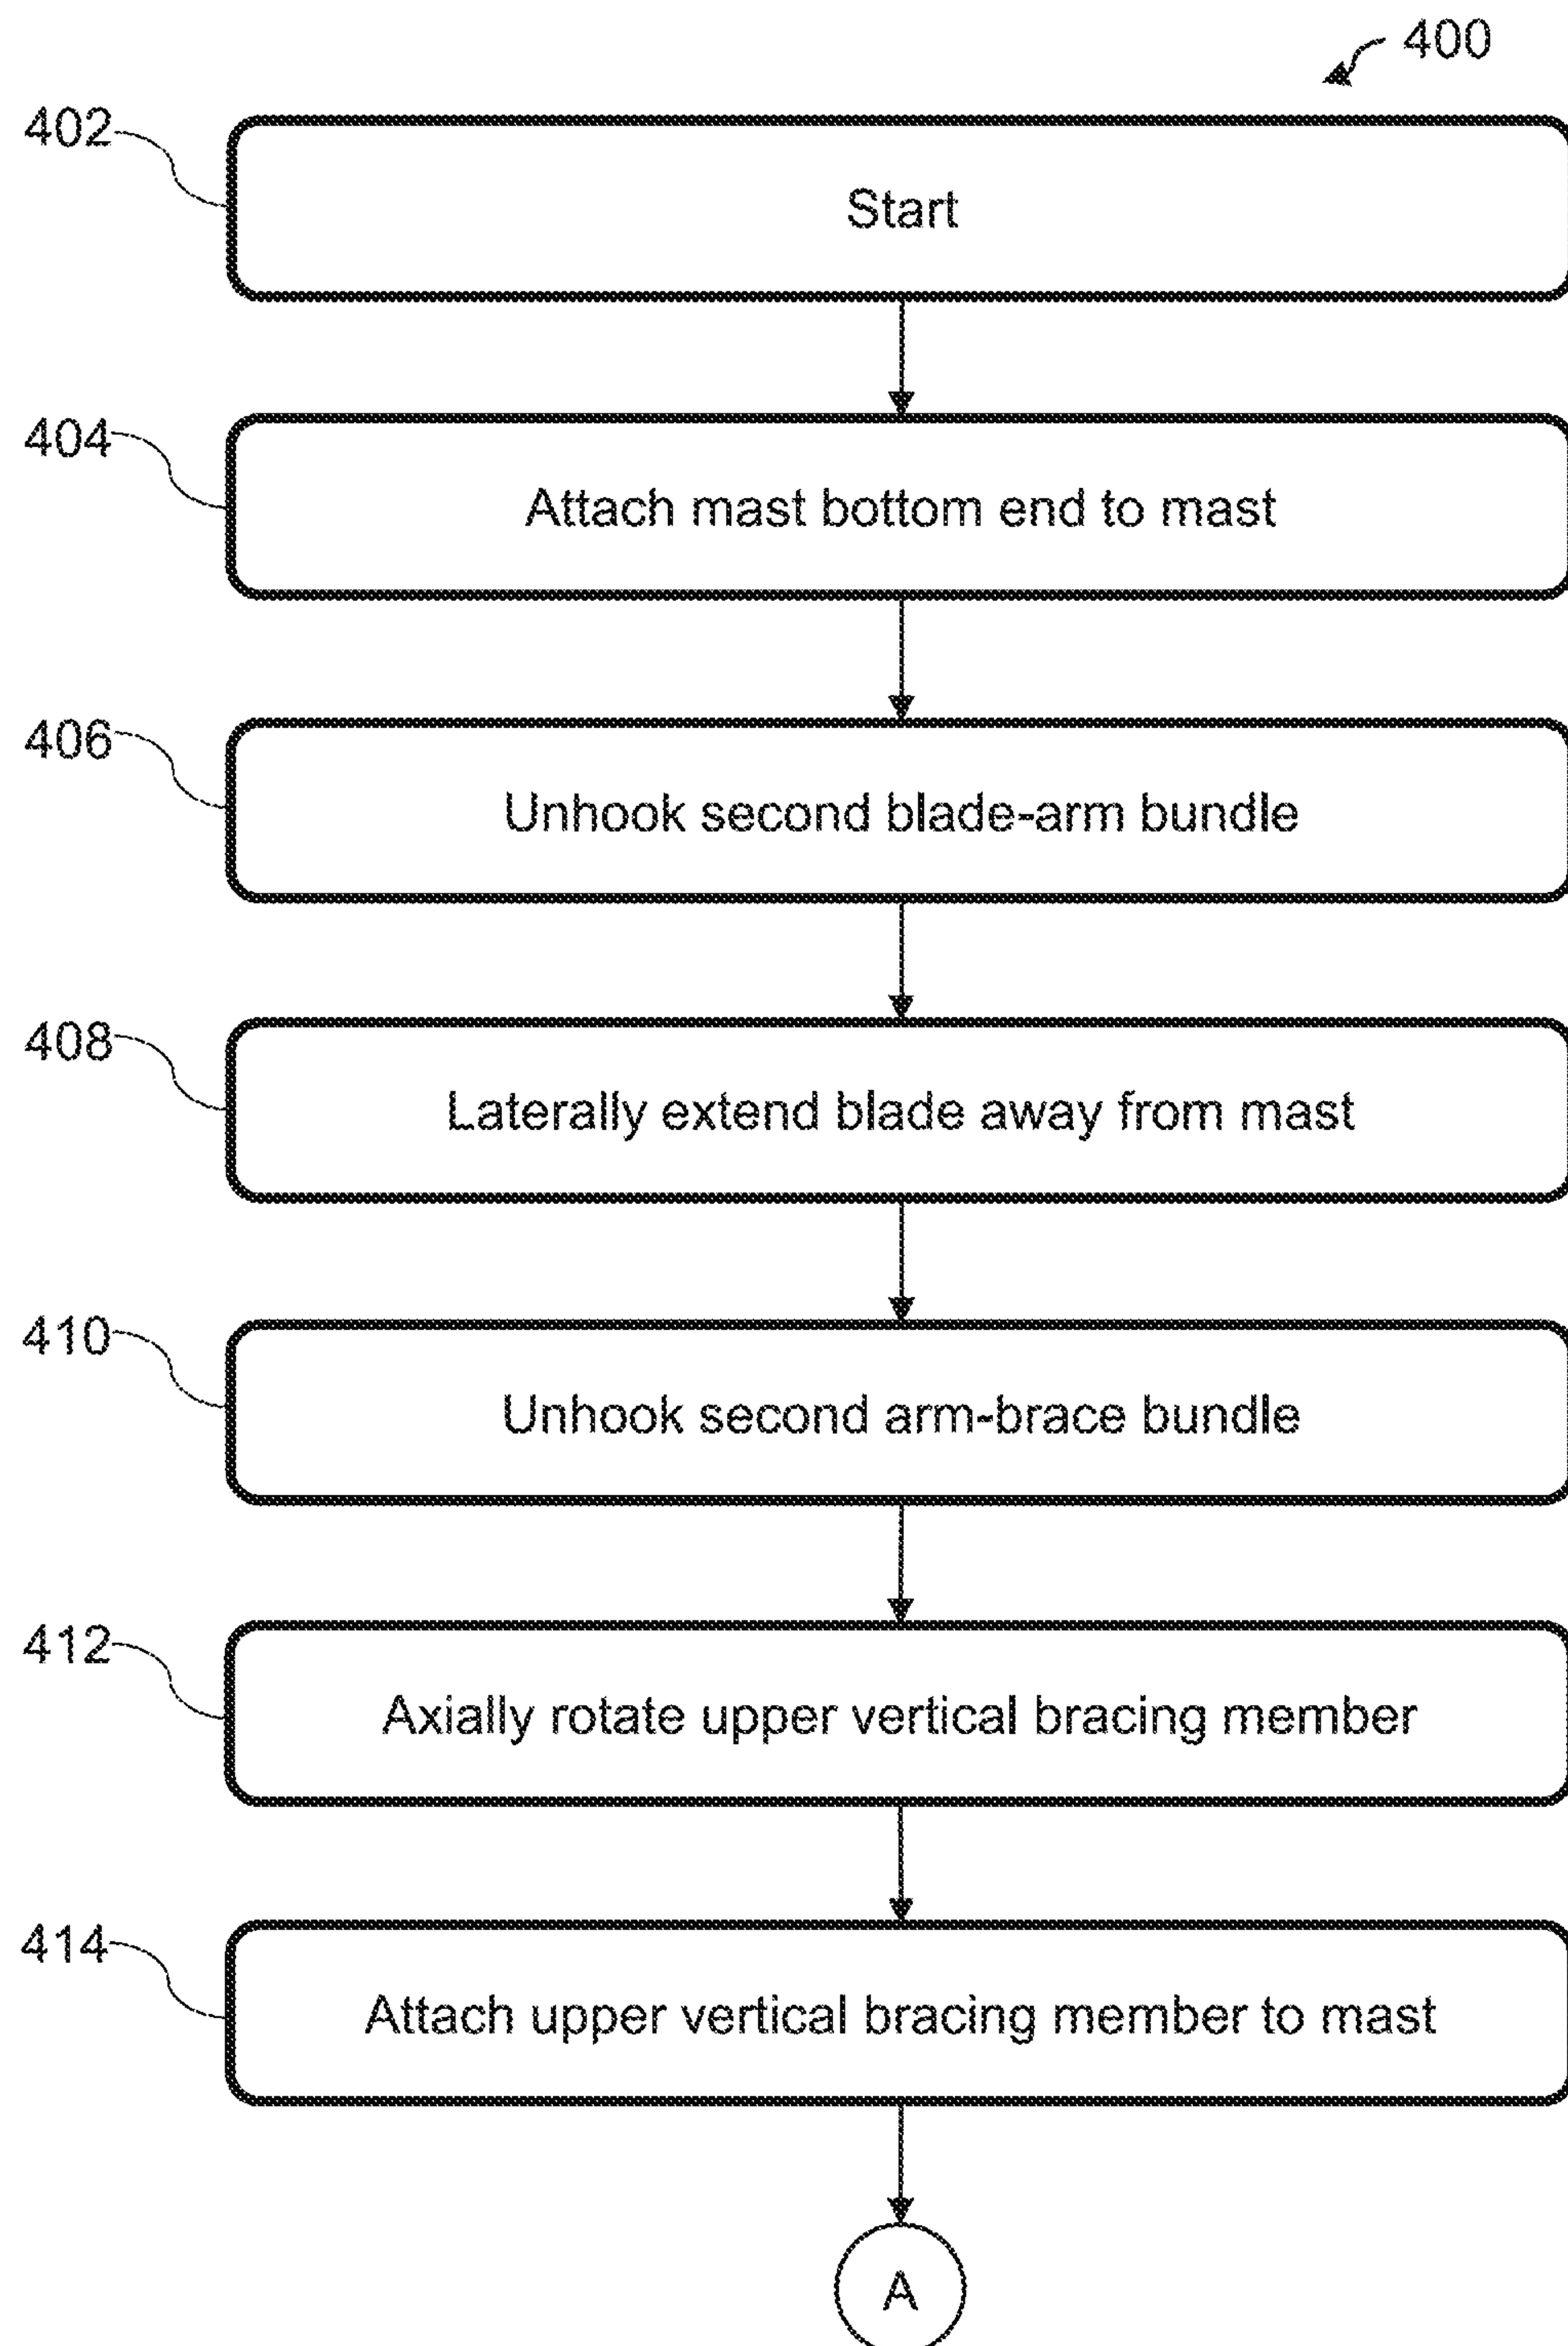 400
402
Start
404
Attach mast bottom end to mast
406
Unhook second blade-arm bundle
408
Laterally extend blade away from mast
410
Unhook second arm-brace bundle
412
Axially rotate upper vertical bracing member
414
Attach upper vertical bracing member to mast
A